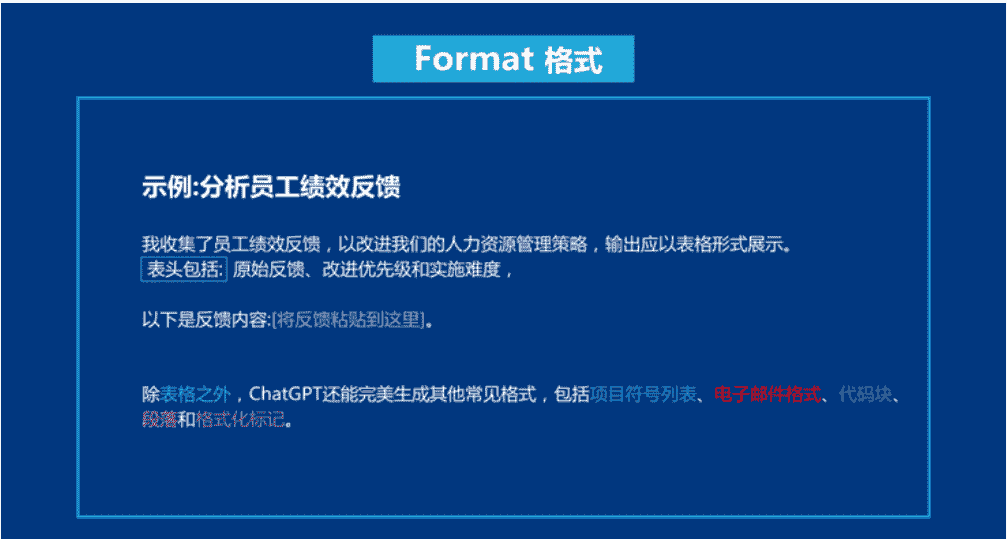 Format 格式
示例:分析员工绩效反馈
我收集了员工绩效反馈，以改进我们的人力资源管理策略，输出应以表格形式展示。
表头包括: 原始反馈、改进优先级和实施难度，
以下是反馈内容:[将反馈粘贴到这里]。
除表格之外，ChatGPT还能完美生成其他常见格式，包括项目符号列表、电子邮件格式、代码块、
段落和格式化标记。